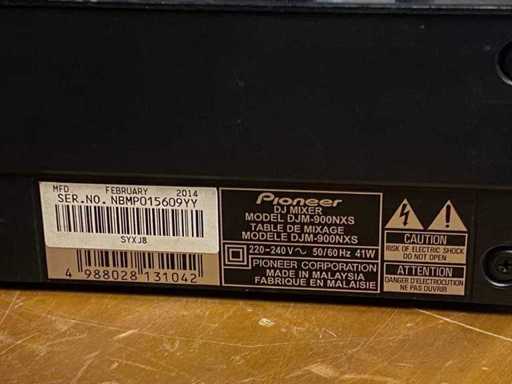 MFD. FEBRUARY 2014
SER.NO. NBMP015609YY
SYXJ8
4 988028 131042
Pioneer
DJ MIXER
MODEL DJM-900NXS
TABLE DE MIXAGE
MODELE DJM-900NXS
220-240V ~ 50/60Hz 41W
PIONEER CORPORATION
MADE IN MALAYSIA
FABRIQUE EN MALAISIE
CAUTION
RISK OF ELECTRIC SHOCK
DO NOT OPEN
ATTENTION
DANGER D'ELECTROCUTION
NE PAS OUVRIR